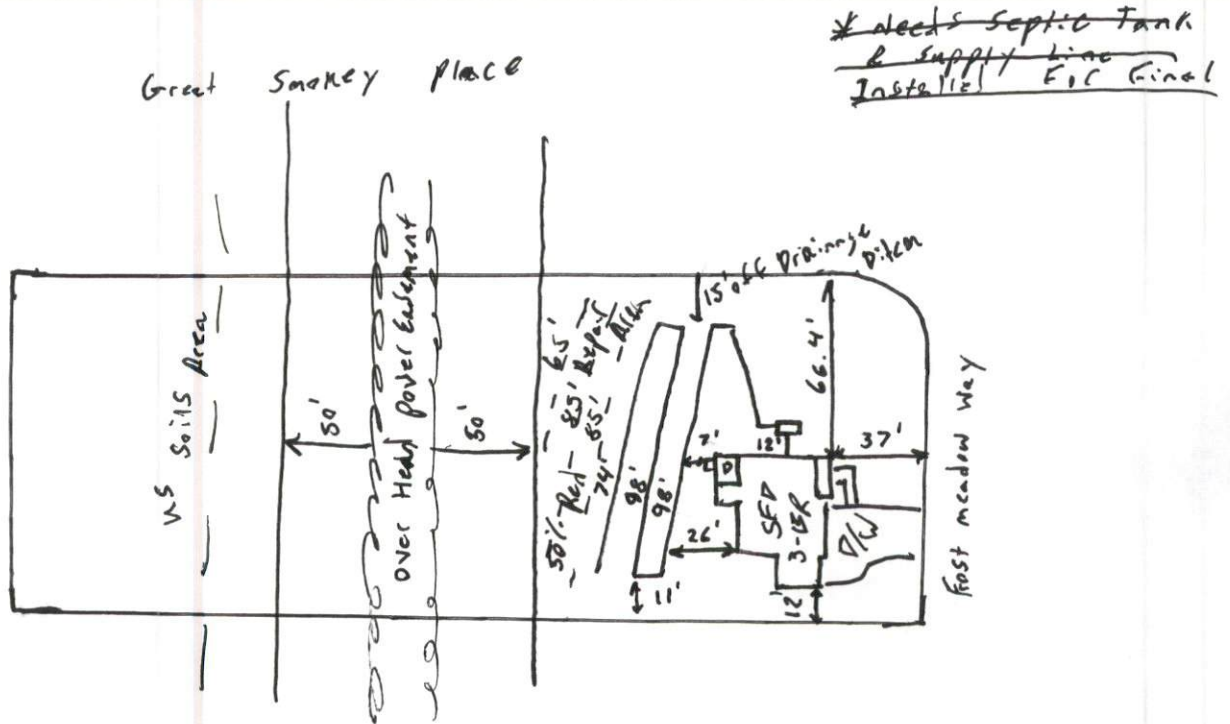 * Needs Septic Tank
& Supply Line
Installed For Final
Great Smokey Place
15' off Drainage
Ditch
US Soils Area
50'
Over Head Power Easement
50'
50% Red - 85' - 65'
Repair
Area
74' - 85'
98'
98'
7'
12'
66.4'
37'
D
SFD
3-BR
D/W
26'
11'
12'
Frost meadow way